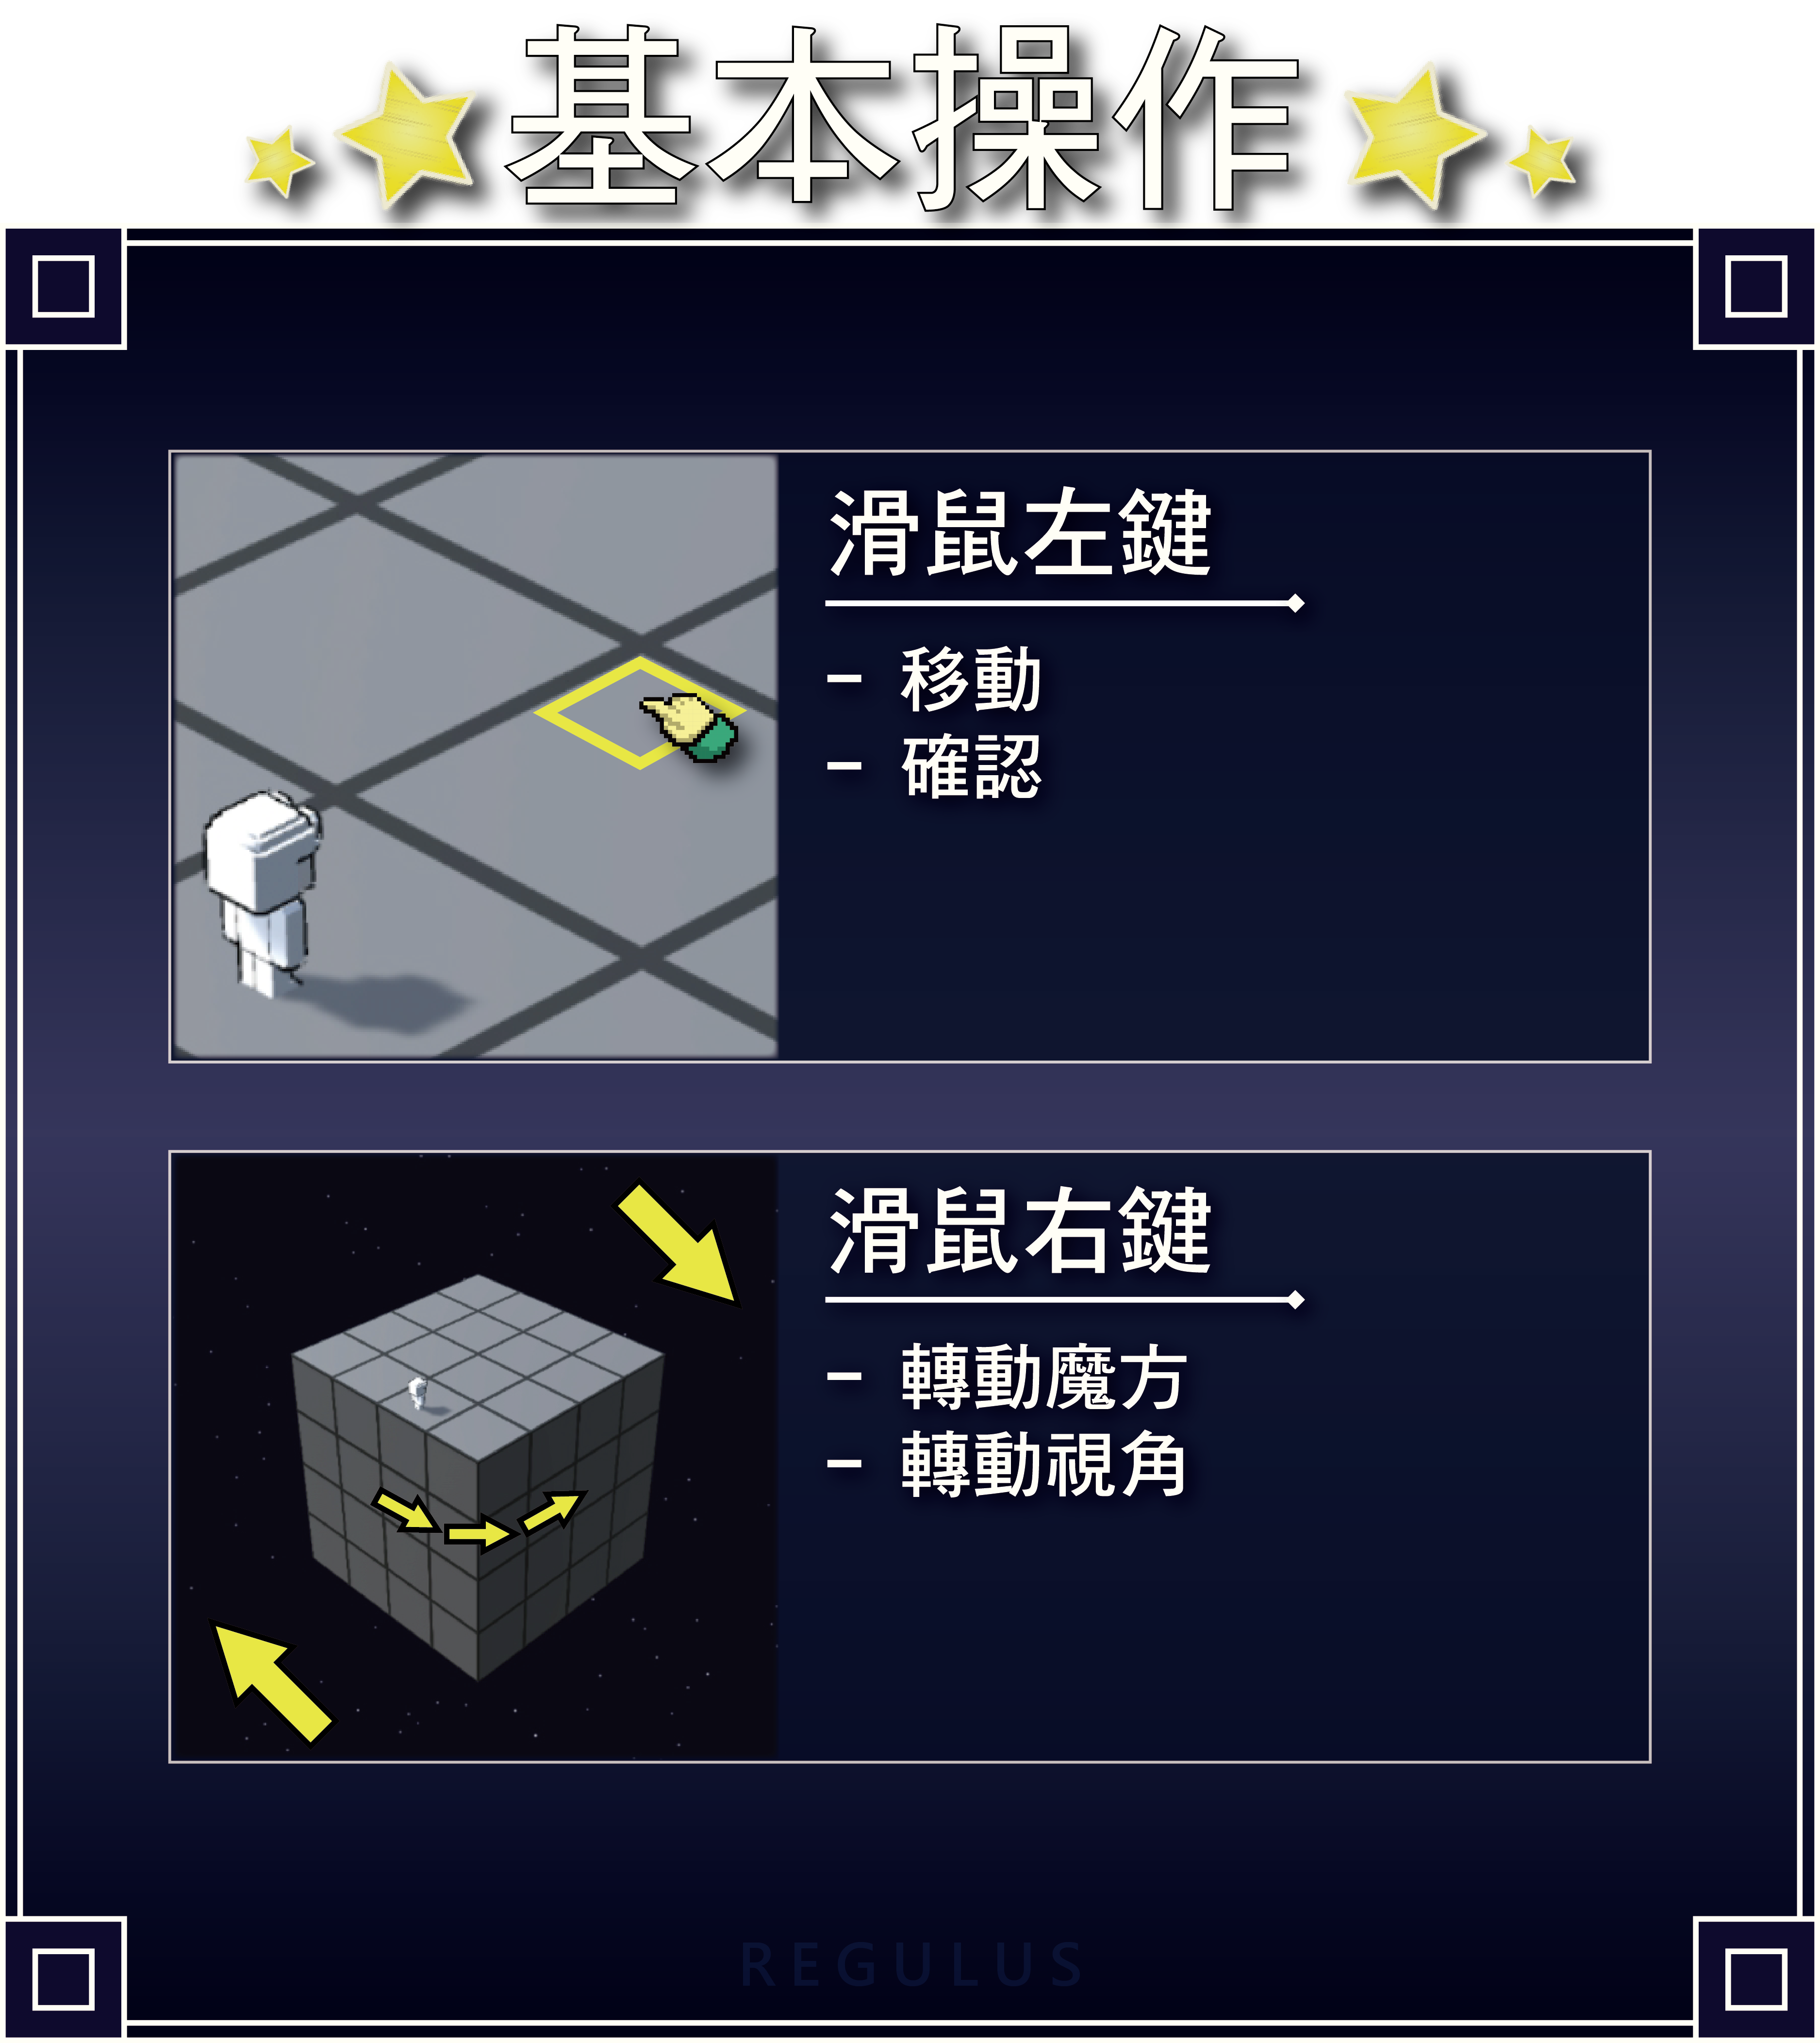 基本操作
滑鼠左鍵
- 移動
- 確認
滑鼠右鍵
- 轉動魔方
- 轉動視角
REGULUS